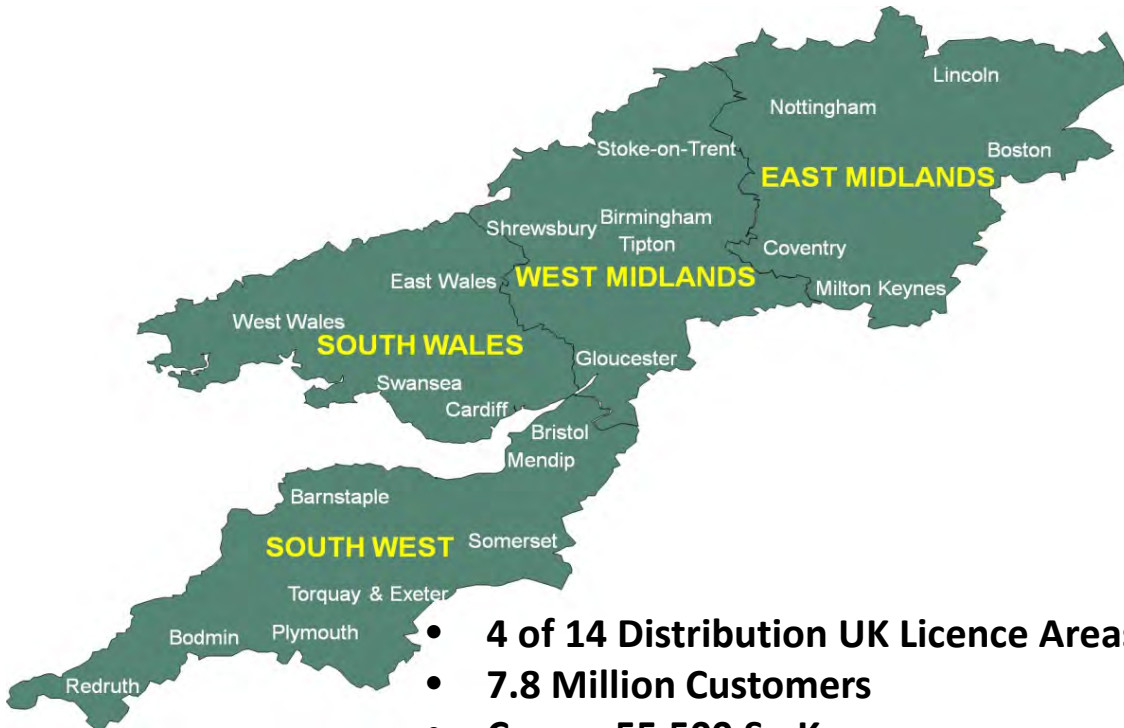 Lincoln
Nottingham
Stoke-on-Trent
Boston
EAST MIDLANDS
Shrewsbury
Birmingham
Tipton
Coventry
East Wales
WEST MIDLANDS
Milton Keynes
West Wales
SOUTH WALES
Gloucester
Swansea
Cardiff
Bristol
Mendip
Barnstaple
SOUTH WEST
Somerset
Torquay & Exeter
Bodmin
Plymouth
Redruth
• 4 of 14 Distribution UK Licence Areas
• 7.8 Million Customers